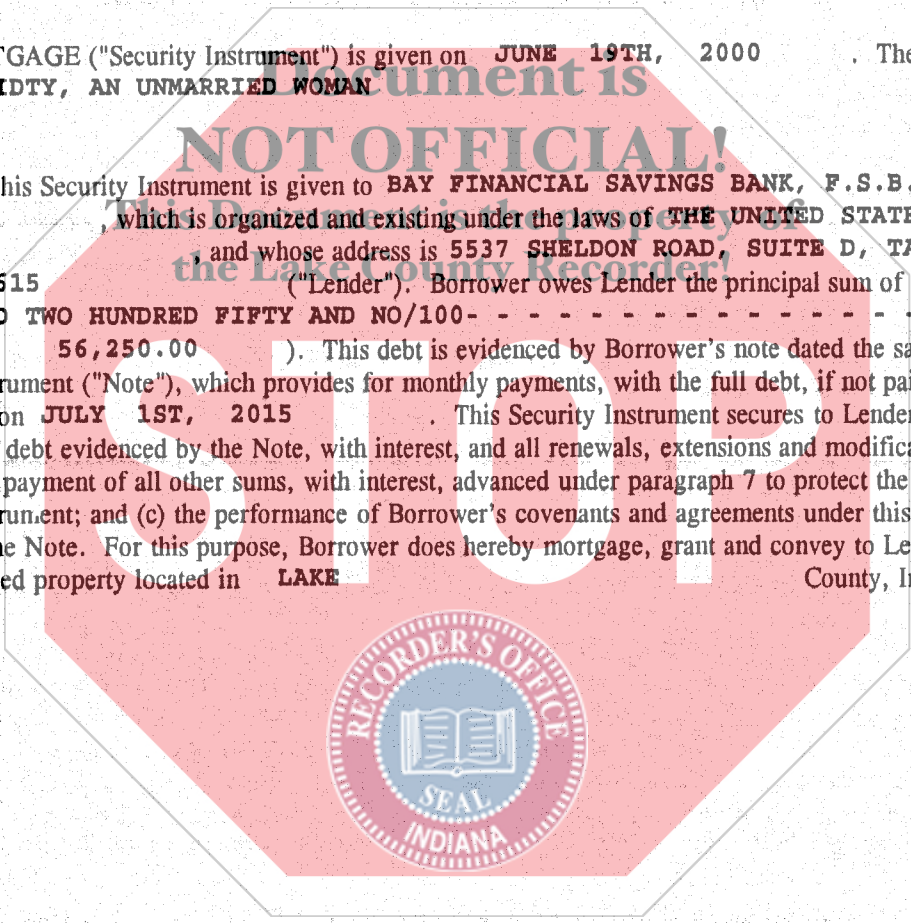 TGAGE ("Security Instrument") is given on JUNE 19TH, 2000 . The
IDTY, AN UNMARRIED WOMAN
Document is
NOT OFFICIAL!
his Security Instrument is given to BAY FINANCIAL SAVINGS BANK, F.S.B.
This Document is the property of
, which is organized and existing under the laws of THE UNITED STATE
, and whose address is 5537 SHELDON ROAD, SUITE D, TA
the Lake County Recorder!
615 ("Lender"). Borrower owes Lender the principal sum of
TWO HUNDRED FIFTY AND NO/100- - - - - - - - - - - - - - -
56,250.00 ). This debt is evidenced by Borrower's note dated the sa
rument ("Note"), which provides for monthly payments, with the full debt, if not pai
on JULY 1ST, 2015 . This Security Instrument secures to Lender
debt evidenced by the Note, with interest, and all renewals, extensions and modifica
payment of all other sums, with interest, advanced under paragraph 7 to protect the
rument; and (c) the performance of Borrower's covenants and agreements under this
e Note. For this purpose, Borrower does hereby mortgage, grant and convey to Le
ed property located in LAKE County, In
STOP
RECORDER'S OFFICE
SEAL
INDIANA